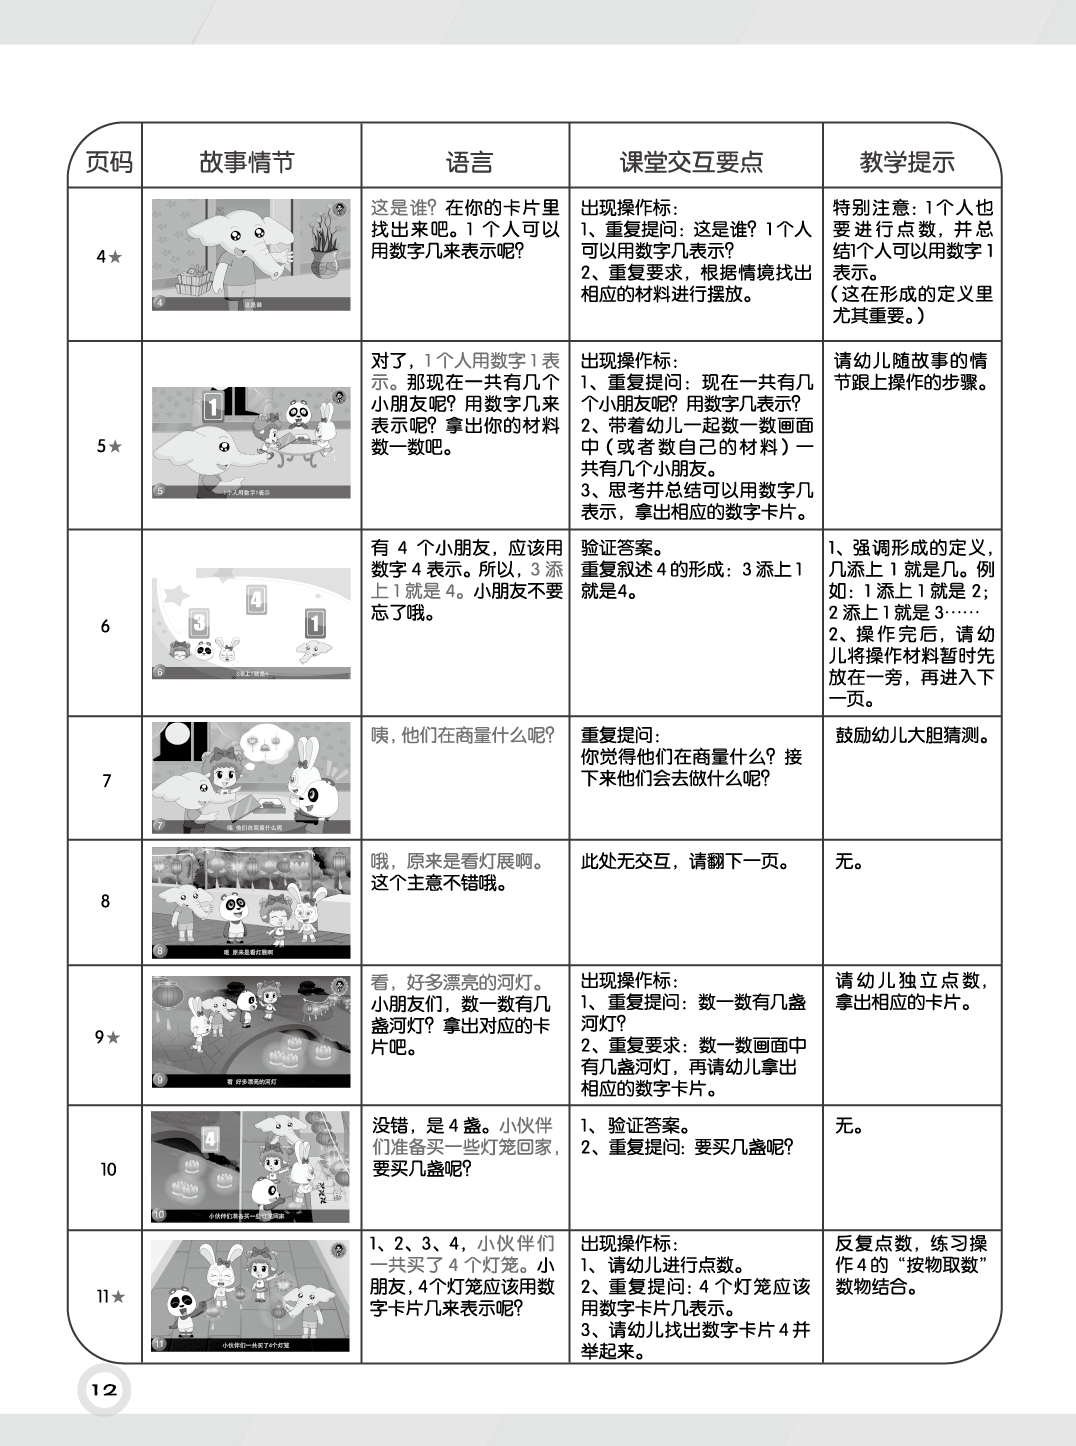 页码
故事情节
语言
课堂交互要点
教学提示
4★
4
这是谁
这是谁？在你的卡片里
找出来吧。1 个人可以
用数字几来表示呢？
出现操作标：
1、重复提问：这是谁？1个人
可以用数字几表示？
2、重复要求，根据情境找出
相应的材料进行摆放。
特别注意：1个人也
要进行点数，并总
结1个人可以用数字 1
表示。
（这在形成的定义里
尤其重要。）
5★
1
5
1个人用数字1表示
对了，1个人用数字 1 表
示。那现在一共有几个
小朋友呢？用数字几来
表示呢？拿出你的材料
数一数吧。
出现操作标：
1、重复提问：现在一共有几
个小朋友呢？用数字几表示？
2、带着幼儿一起数一数画面
中（或者数自己的材料）一
共有几个小朋友。
3、思考并总结可以用数字几
表示，拿出相应的数字卡片。
请幼儿随故事的情
节跟上操作的步骤。
6
3
4
1
6
3添上1就是4
有 4 个小朋友，应该用
数字 4 表示。所以，3 添
上 1 就是 4。小朋友不要
忘了哦。
验证答案。
重复叙述 4 的形成：3 添上 1
就是4。
1、强调形成的定义，
几添上 1 就是几。例
如：1 添上 1 就是 2；
2 添上 1 就是 3……
2、操作完后，请幼
儿将操作材料暂时先
放在一旁，再进入下
一页。
7
7
咦 他们在商量什么呢
咦，他们在商量什么呢？
重复提问：
你觉得他们在商量什么？接
下来他们会去做什么呢？
鼓励幼儿大胆猜测。
8
8
哦 原来是看灯展啊
哦，原来是看灯展啊。
这个主意不错哦。
此处无交互，请翻下一页。
无。
9★
9
看 好多漂亮的河灯
看，好多漂亮的河灯。
小朋友们，数一数有几
盏河灯？拿出对应的卡
片吧。
出现操作标：
1、重复提问：数一数有几盏
河灯？
2、重复要求：数一数画面中
有几盏河灯，再请幼儿拿出
相应的数字卡片。
请幼儿独立点数，
拿出相应的卡片。
10
4
10
小伙伴们准备买一些灯笼回家
没错，是 4 盏。小伙伴
们准备买一些灯笼回家，
要买几盏呢？
1、验证答案。
2、重复提问：要买几盏呢？
无。
11★
11
小伙伴们一共买了4个灯笼
1、2、3、4，小伙伴们
一共买了 4 个灯笼。小
朋友，4个灯笼应该用数
字卡片几来表示呢？
出现操作标：
1、请幼儿进行点数。
2、重复提问：4 个灯笼应该
用数字卡片几表示。
3、请幼儿找出数字卡片 4 并
举起来。
反复点数，练习操
作 4 的“按物取数”
数物结合。
12